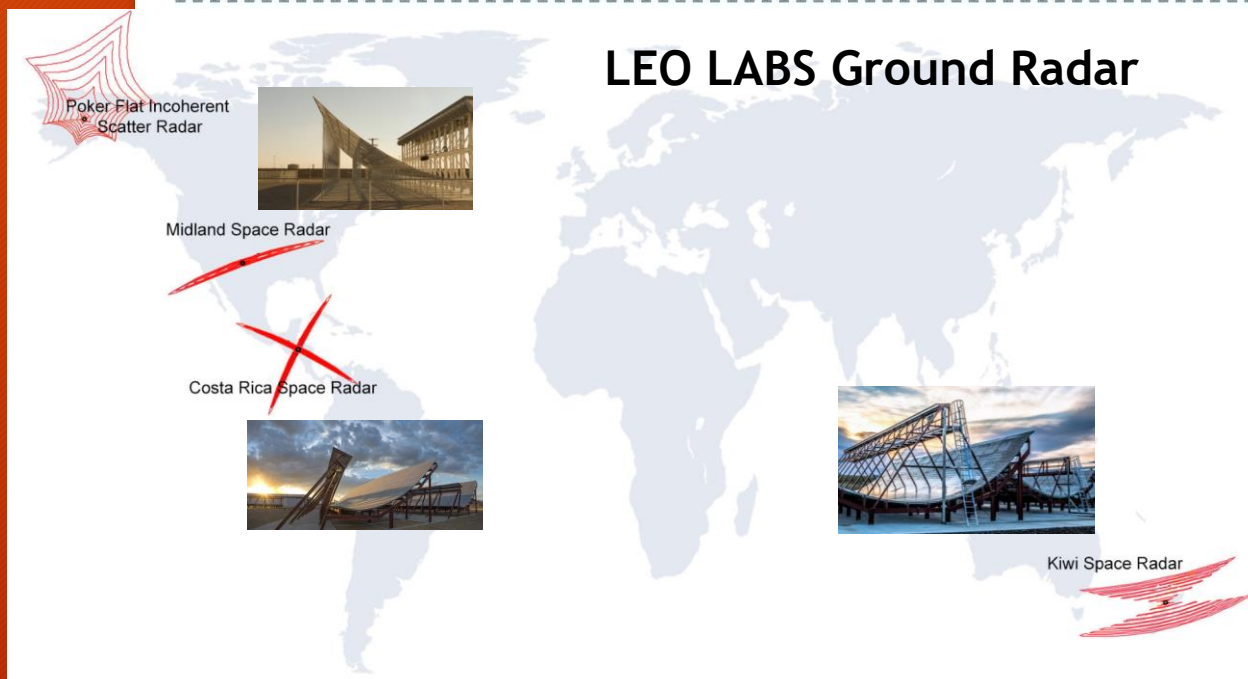 LEO LABS Ground Radar
Poker Flat Incoherent
Scatter Radar
Midland Space Radar
Costa Rica Space Radar
Kiwi Space Radar